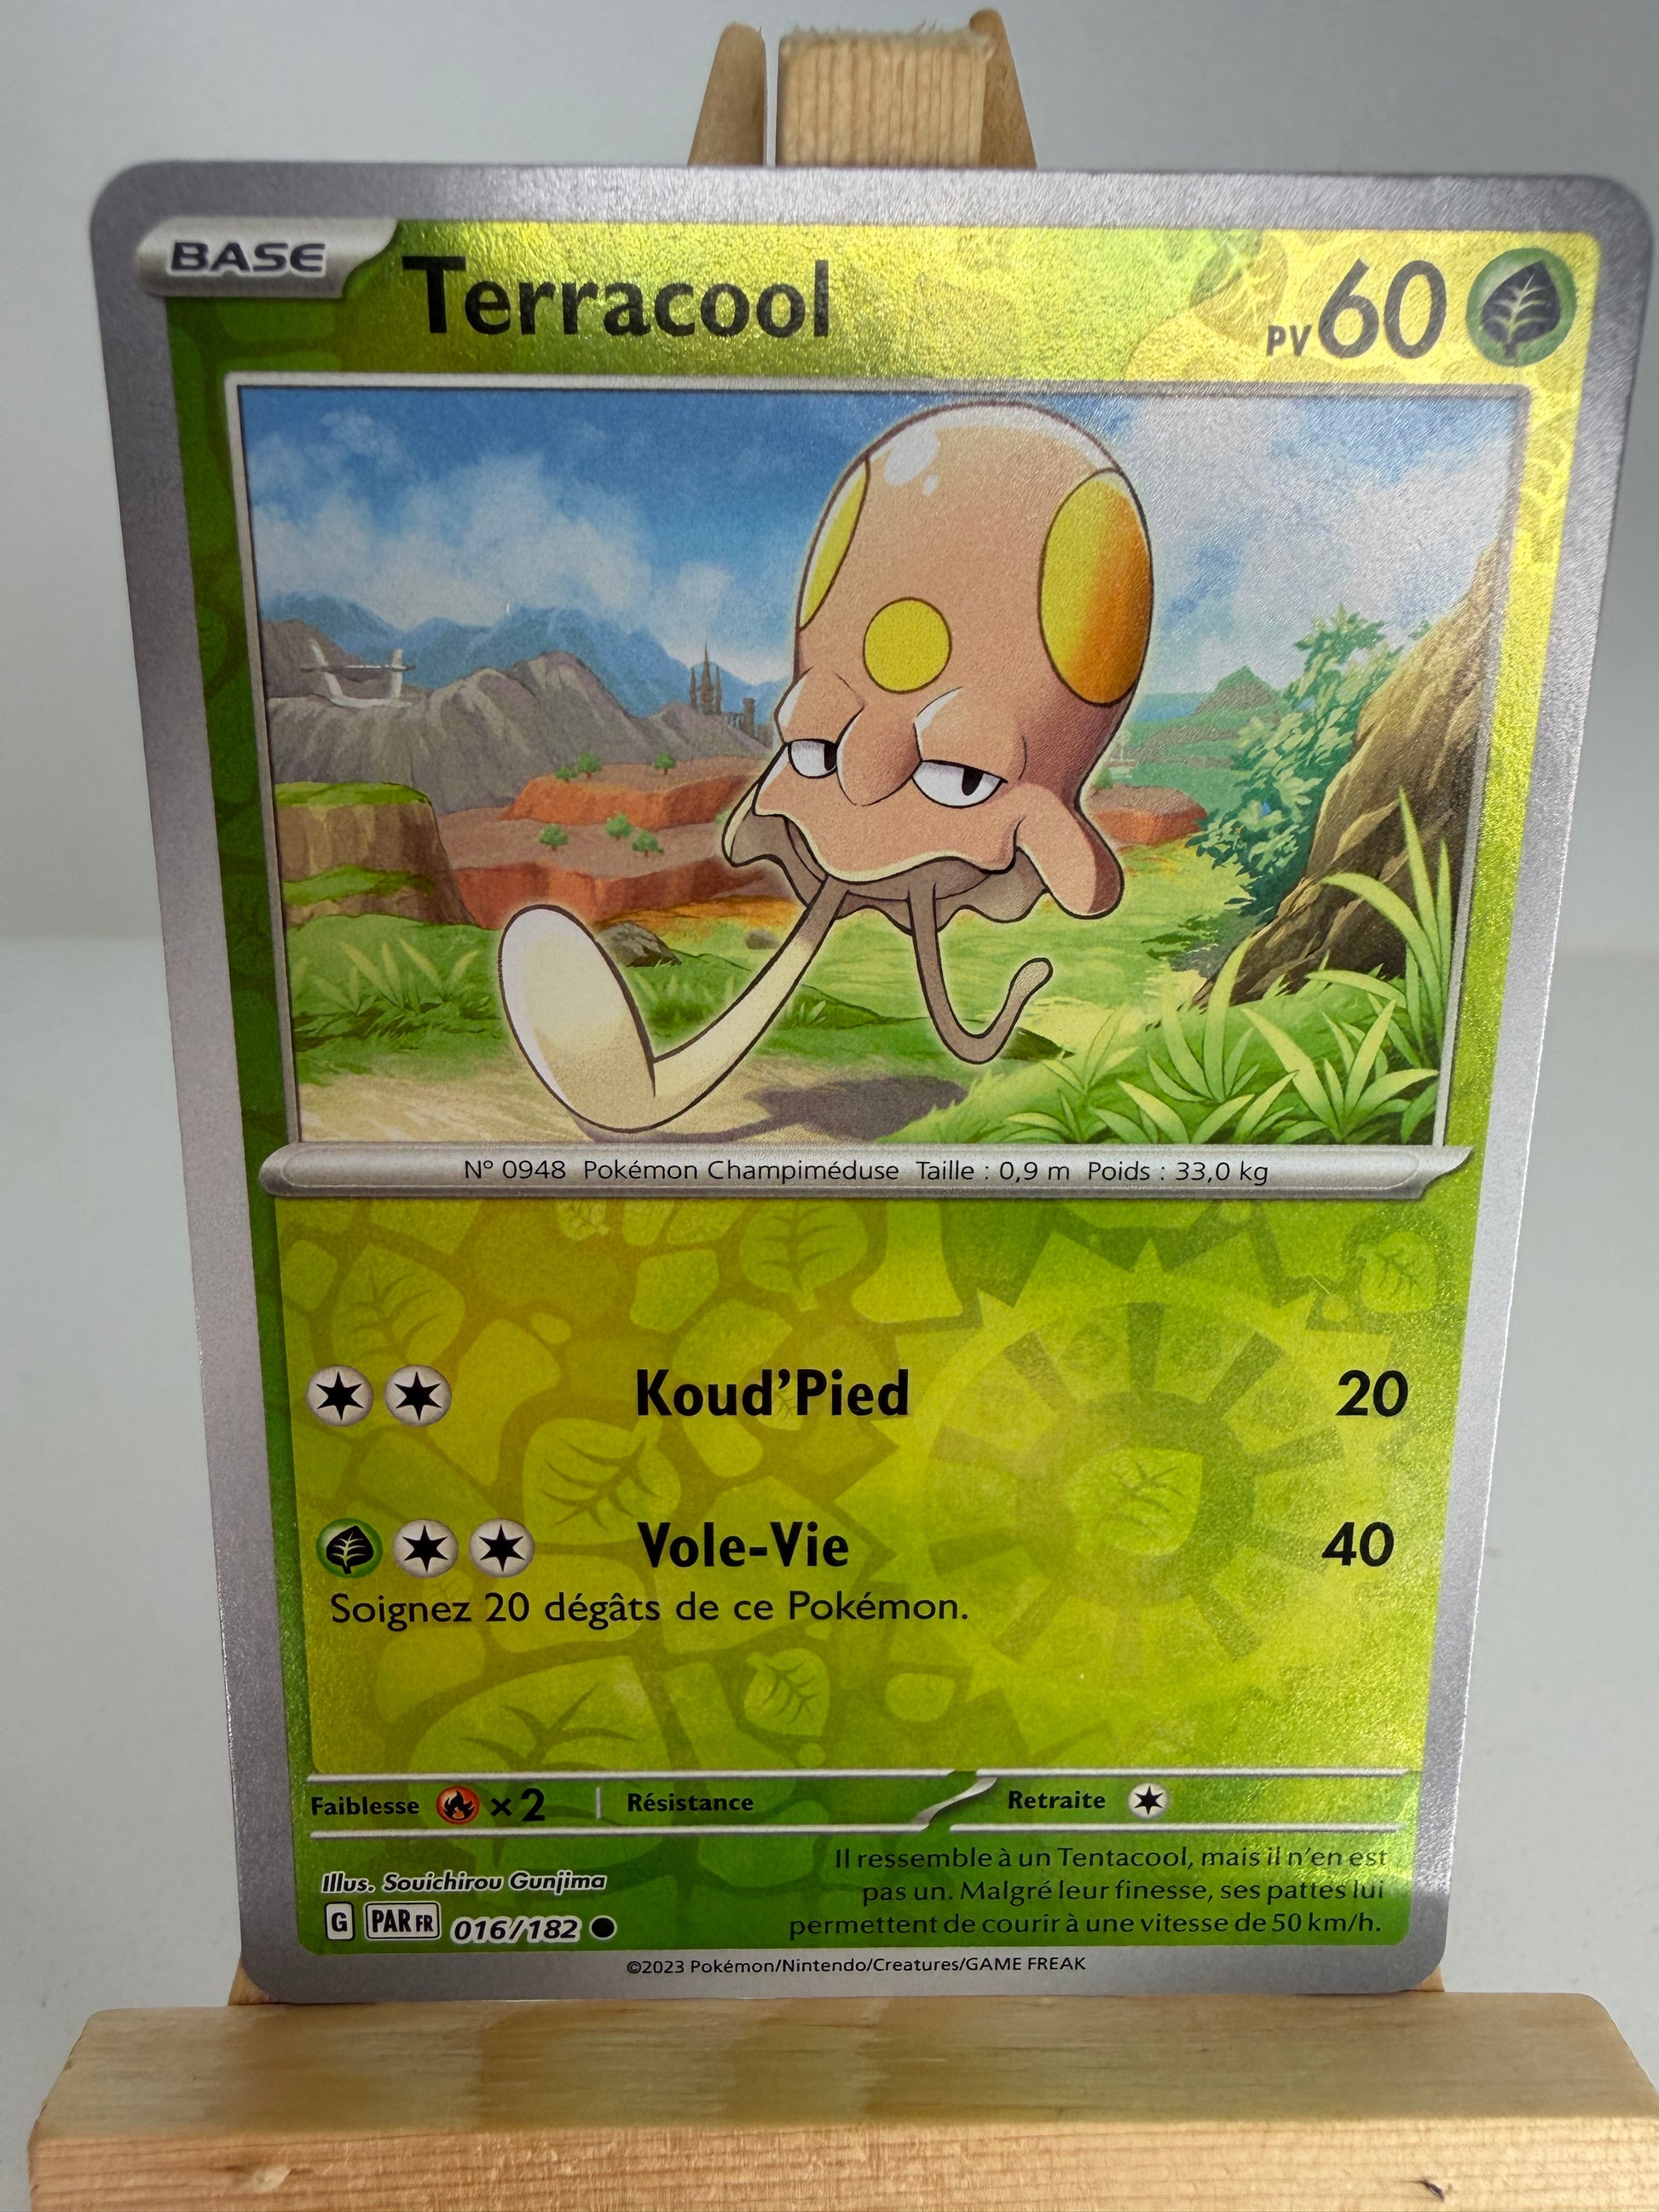 BASE
Terracool
PV 60
N° 0948 Pokémon Champiméduse Taille : 0,9 m Poids : 33,0 kg
Koud'Pied 20
Vole-Vie 40
Soignez 20 dégâts de ce Pokémon.
Faiblesse ×2 Résistance Retraite
Il ressemble à un Tentacool, mais il n'en est
pas un. Malgré leur finesse, ses pattes lui
permettent de courir à une vitesse de 50 km/h.
Illus. Souichirou Gunjima
G PAR FR 016/182
©2023 Pokémon/Nintendo/Creatures/GAME FREAK